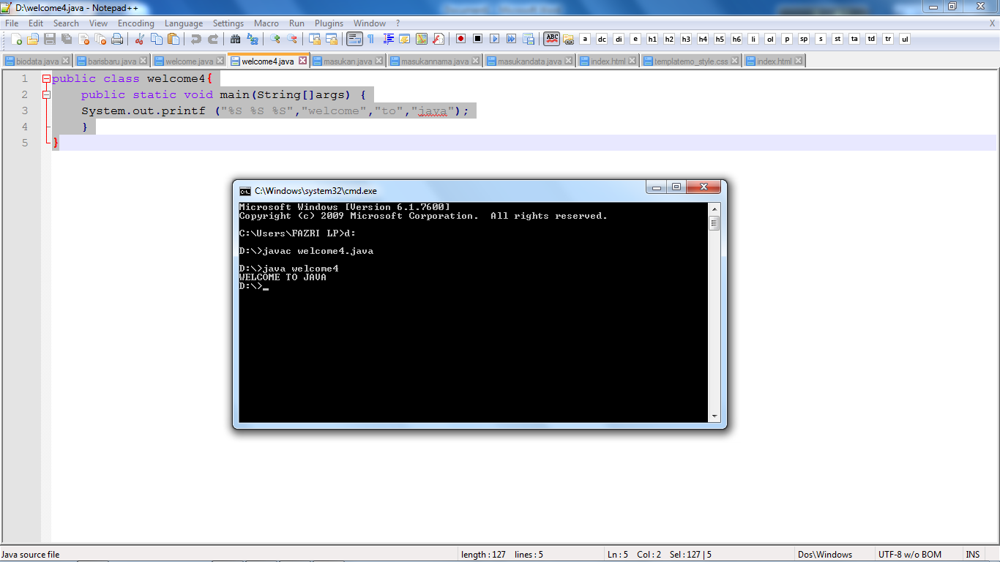 D:\welcome4.java - Notepad++
File Edit Search View Encoding Language Settings Macro Run Plugins Window ? X
ABC a dc di e h1 h2 h3 h4 h5 h6 li ol p sp s st ta td tr ul
biodata.java barisbaru.java welcome.java welcome4.java masukan.java masukannama.java masukandata.java index.html templatemo_style.css index.html
1 public class welcome4{
2 public static void main(String[]args) {
3 System.out.printf ("%S %S %S","welcome","to","java");
4 }
5 }
C:\Windows\system32\cmd.exe
Microsoft Windows [Version 6.1.7600]
Copyright (c) 2009 Microsoft Corporation.  All rights reserved.
C:\Users\FAZRI LP>d:
D:\>javac welcome4.java
D:\>java welcome4
WELCOME TO JAVA
D:\>_
Java source file length : 127 lines : 5 Ln : 5 Col : 2 Sel : 127 | 5 Dos\Windows UTF-8 w/o BOM INS